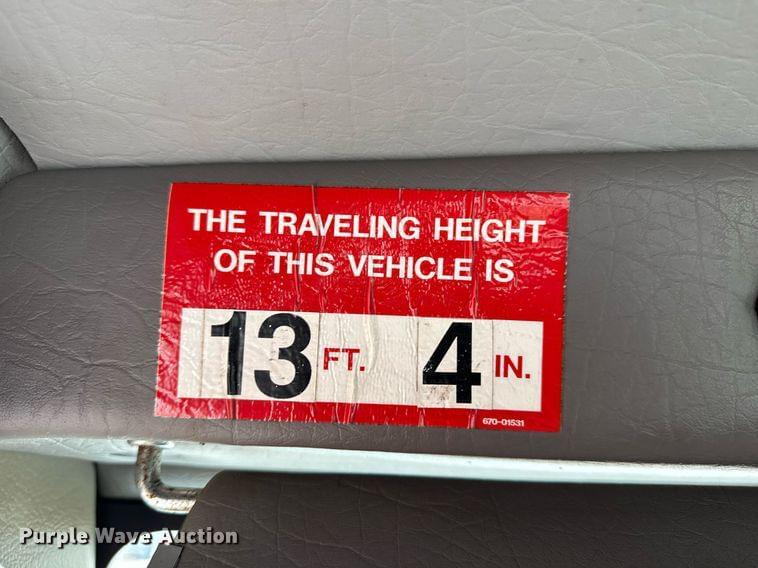 THE TRAVELING HEIGHT
OF THIS VEHICLE IS
13 FT. 4 IN.
670-01531
Purple Wave Auction